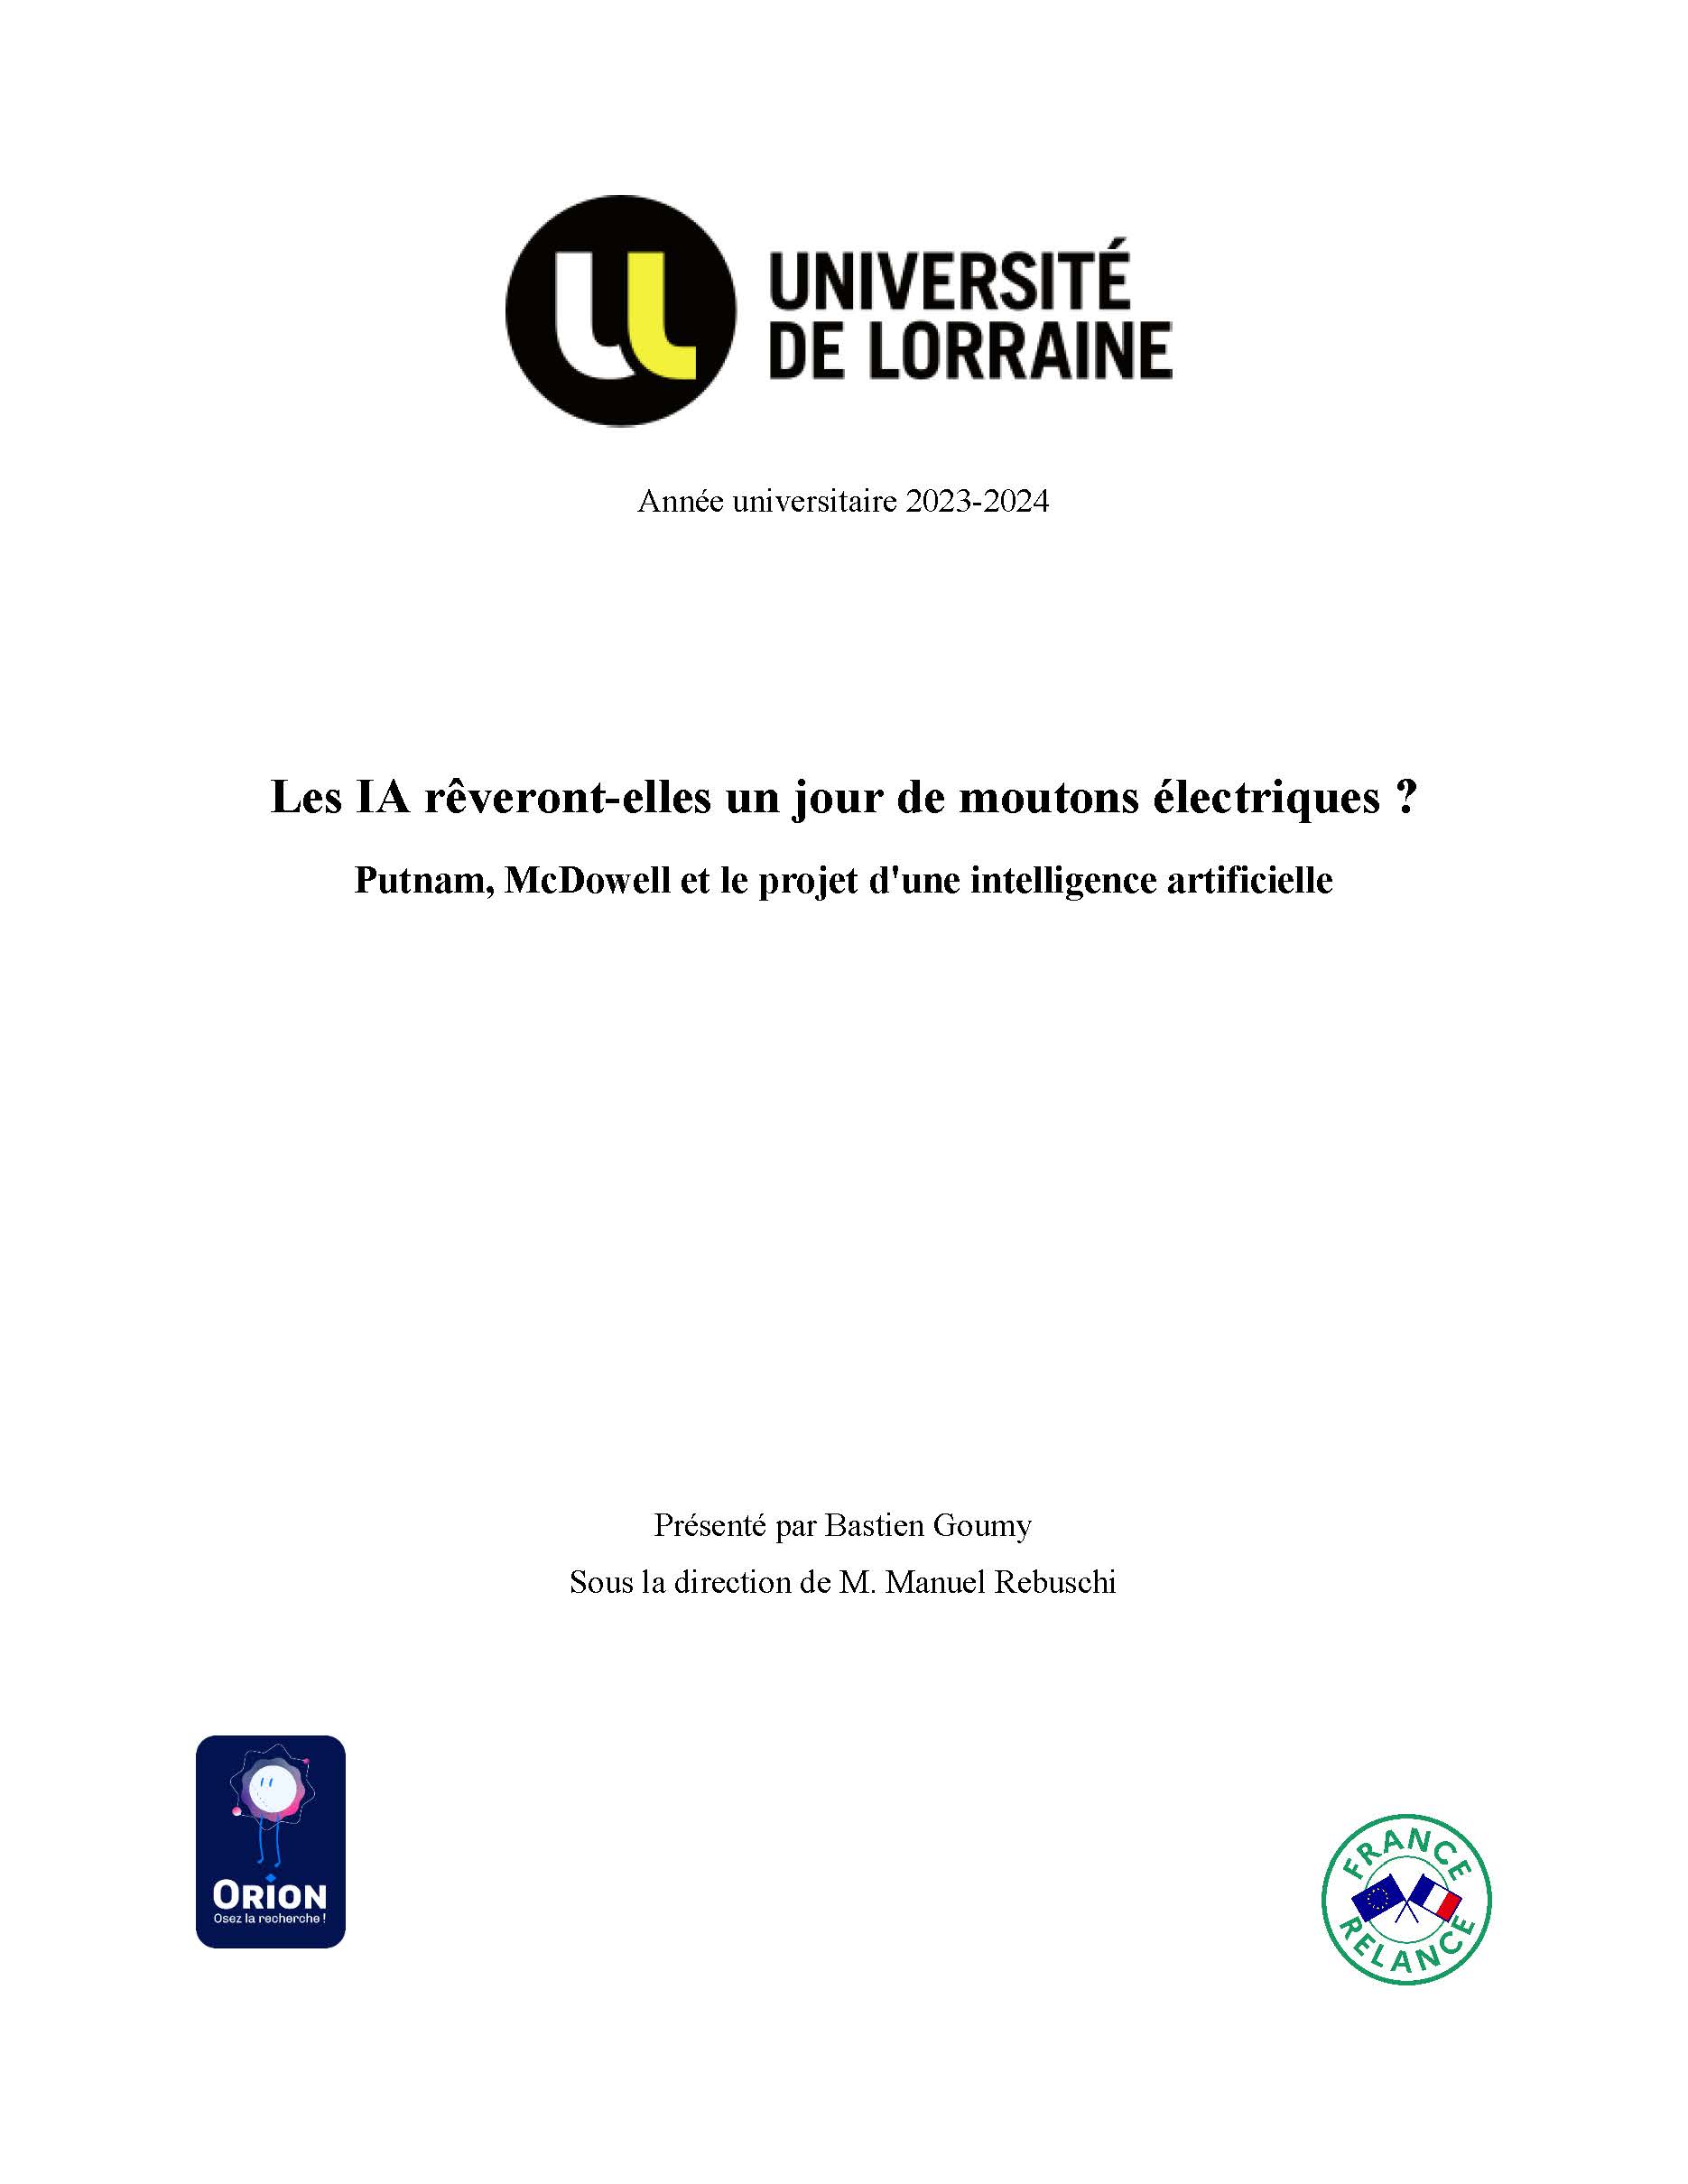 UNIVERSITÉ
DE LORRAINE
Année universitaire 2023-2024
Les IA rêveront-elles un jour de moutons électriques ?
Putnam, McDowell et le projet d'une intelligence artificielle
Présenté par Bastien Goumy
Sous la direction de M. Manuel Rebuschi
ORION
Osez la recherche !
FRANCE
RELANCE